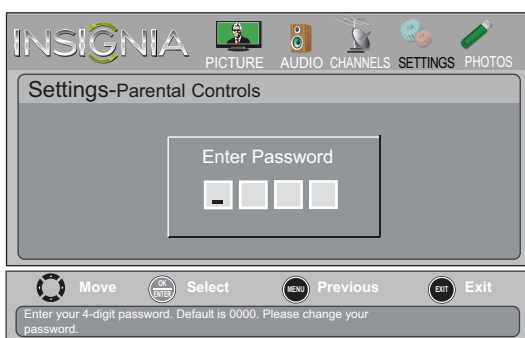 INSIGNIA
PICTURE AUDIO CHANNELS SETTINGS PHOTOS
Settings-Parental Controls
Enter Password
Move OK ENTER Select MENU Previous EXIT Exit
Enter your 4-digit password. Default is 0000. Please change your
password.